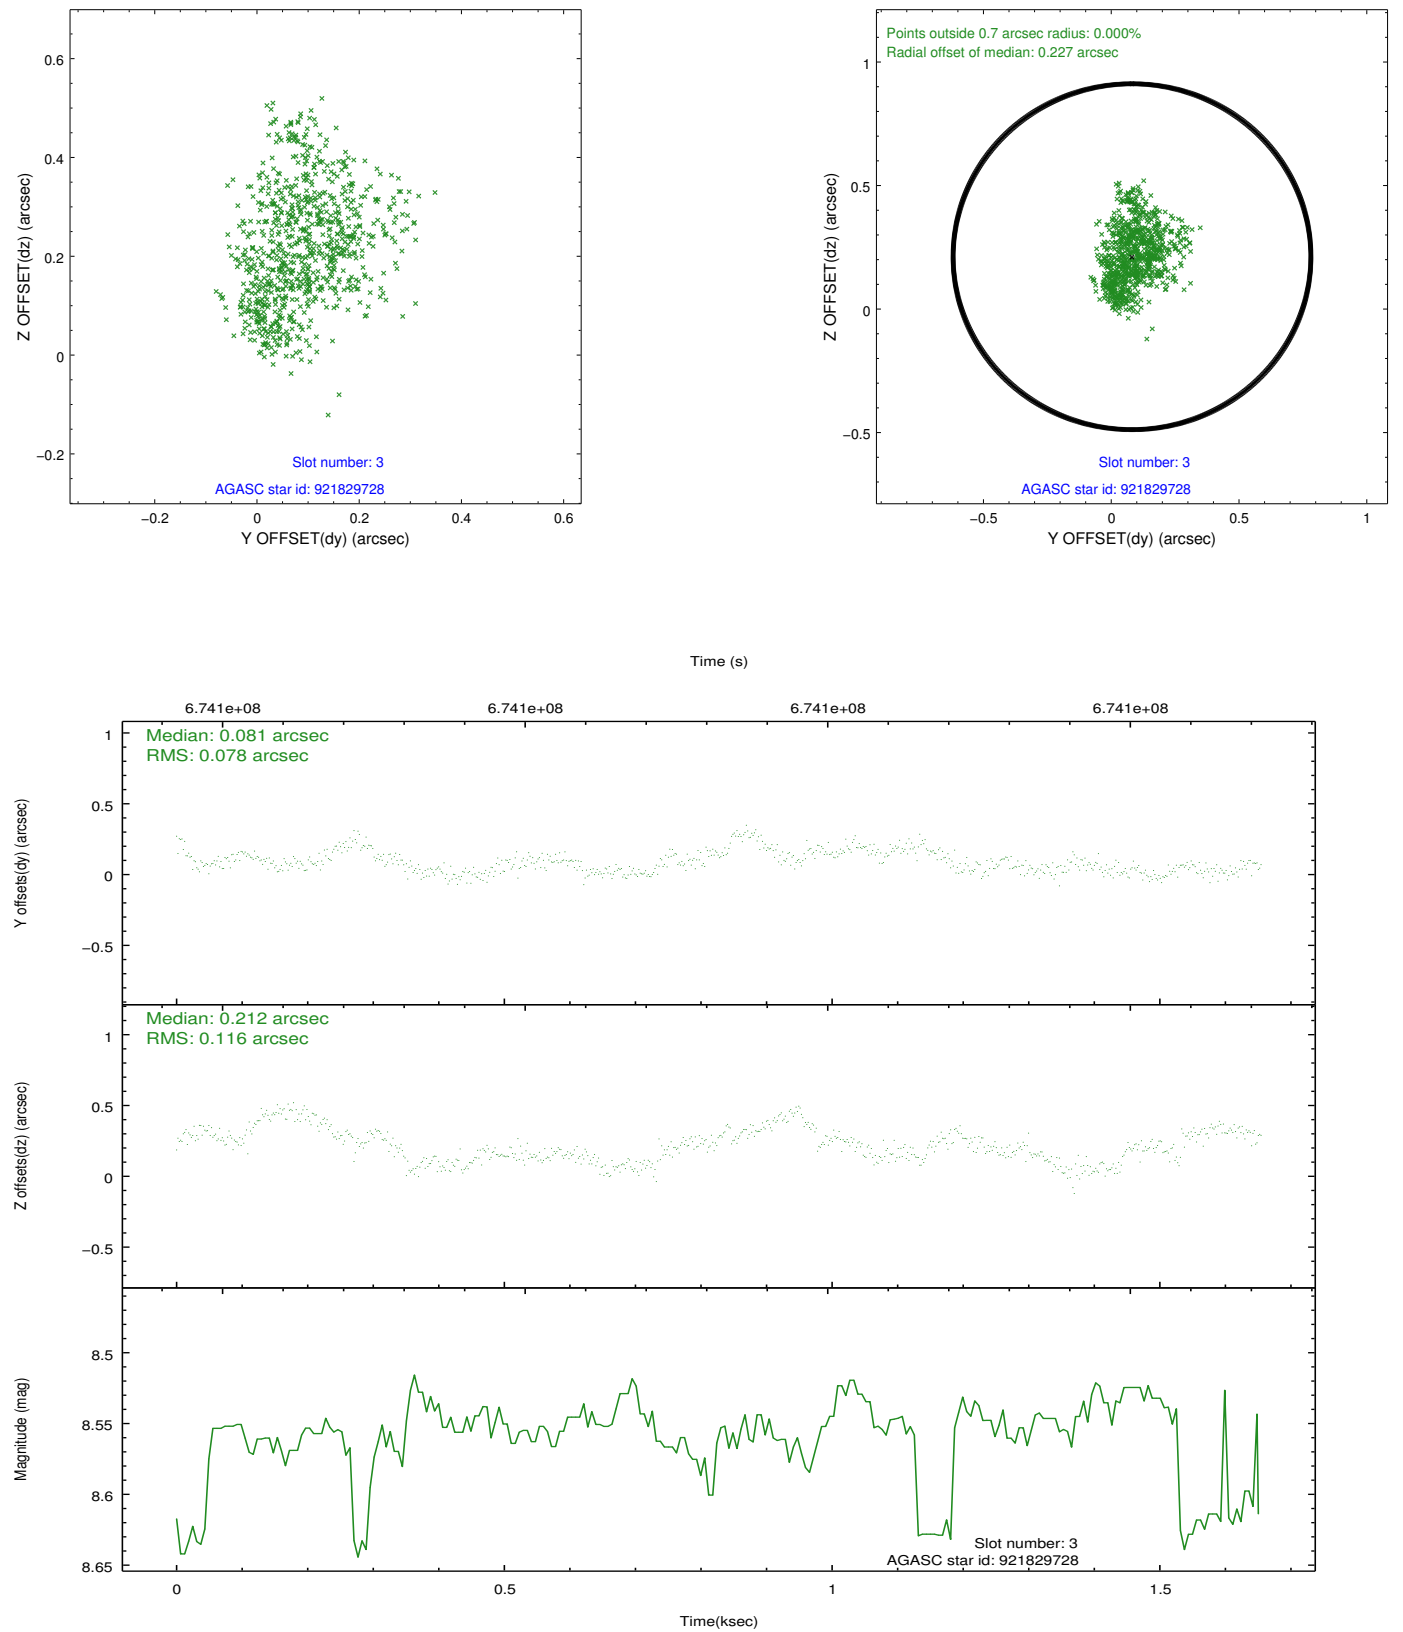 0.6
0.4
0.2
0
−0.2
−0.2
0
0.2
0.4
0.6
Z OFFSET(dz) (arcsec)
Y OFFSET(dy) (arcsec)
Slot number: 3
AGASC star id: 921829728
Points outside 0.7 arcsec radius: 0.000%
Radial offset of median: 0.227 arcsec
1
0.5
0
−0.5
−0.5
0
0.5
1
Z OFFSET(dz) (arcsec)
Y OFFSET(dy) (arcsec)
Slot number: 3
AGASC star id: 921829728
Time (s)
6.741e+08
6.741e+08
6.741e+08
6.741e+08
Median: 0.081 arcsec
RMS: 0.078 arcsec
1
0.5
0
−0.5
Y offsets(dy) (arcsec)
Median: 0.212 arcsec
RMS: 0.116 arcsec
1
0.5
0
−0.5
Z offsets(dz) (arcsec)
8.5
8.55
8.6
8.65
Magnitude (mag)
Slot number: 3
AGASC star id: 921829728
0
0.5
1
1.5
Time(ksec)